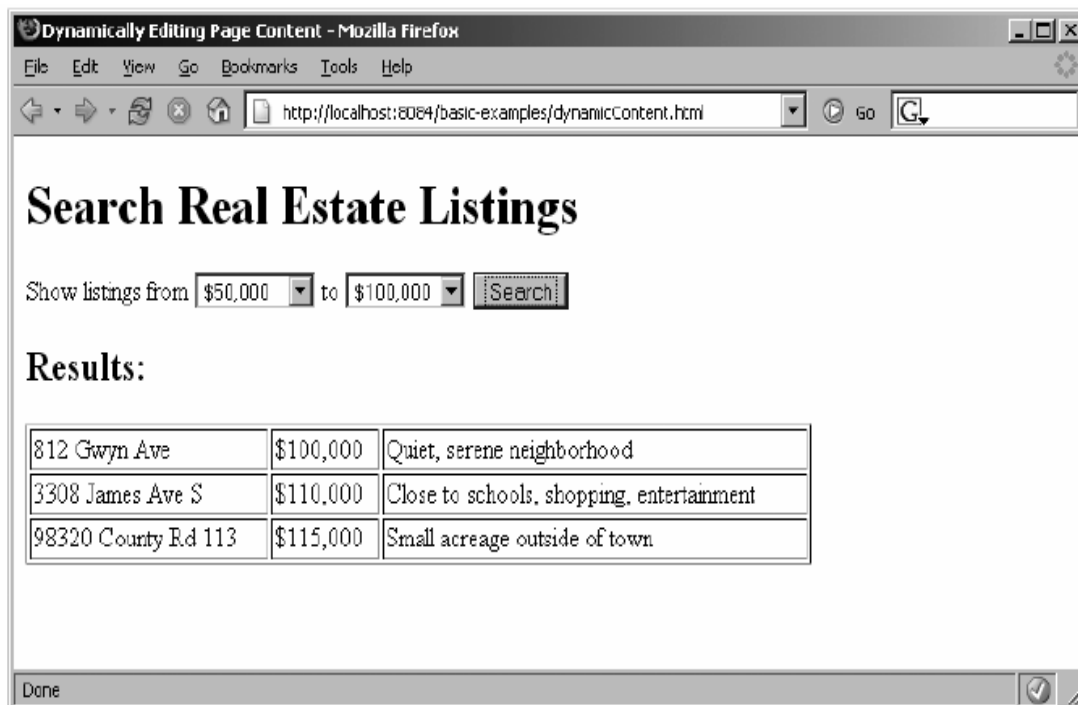 Dynamically Editing Page Content - Mozilla Firefox
File Edit View Go Bookmarks Tools Help
http://localhost:8084/basic-examples/dynamicContent.html Go G
Search Real Estate Listings
Show listings from $50,000 to $100,000 Search
Results:
812 Gwyn Ave $100,000 Quiet, serene neighborhood
3308 James Ave S $110,000 Close to schools, shopping, entertainment
98320 County Rd 113 $115,000 Small acreage outside of town
Done